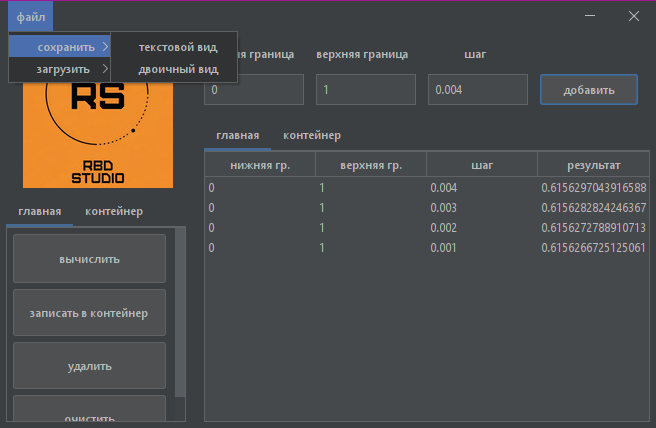 файл
сохранить
текстовой вид
загрузить
двоичный вид
граница
верхняя граница
шаг
0
1
0.004
добавить
RS
RBD
STUDIO
главная
контейнер
нижняя гр.
верхняя гр.
шаг
результат
0
1
0.004
0.6156297043916588
0
1
0.003
0.6156282824246367
0
1
0.002
0.6156272788910713
0
1
0.001
0.6156266725125061
главная
контейнер
вычислить
записать в контейнер
удалить
очистить